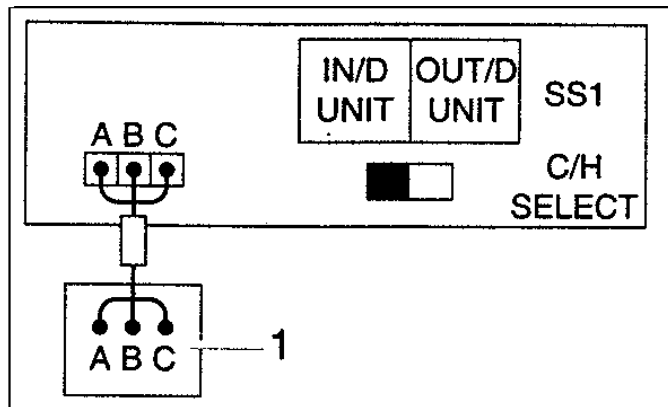 IN/D UNIT
OUT/D UNIT
SS1
A B C
C/H SELECT
A B C
1